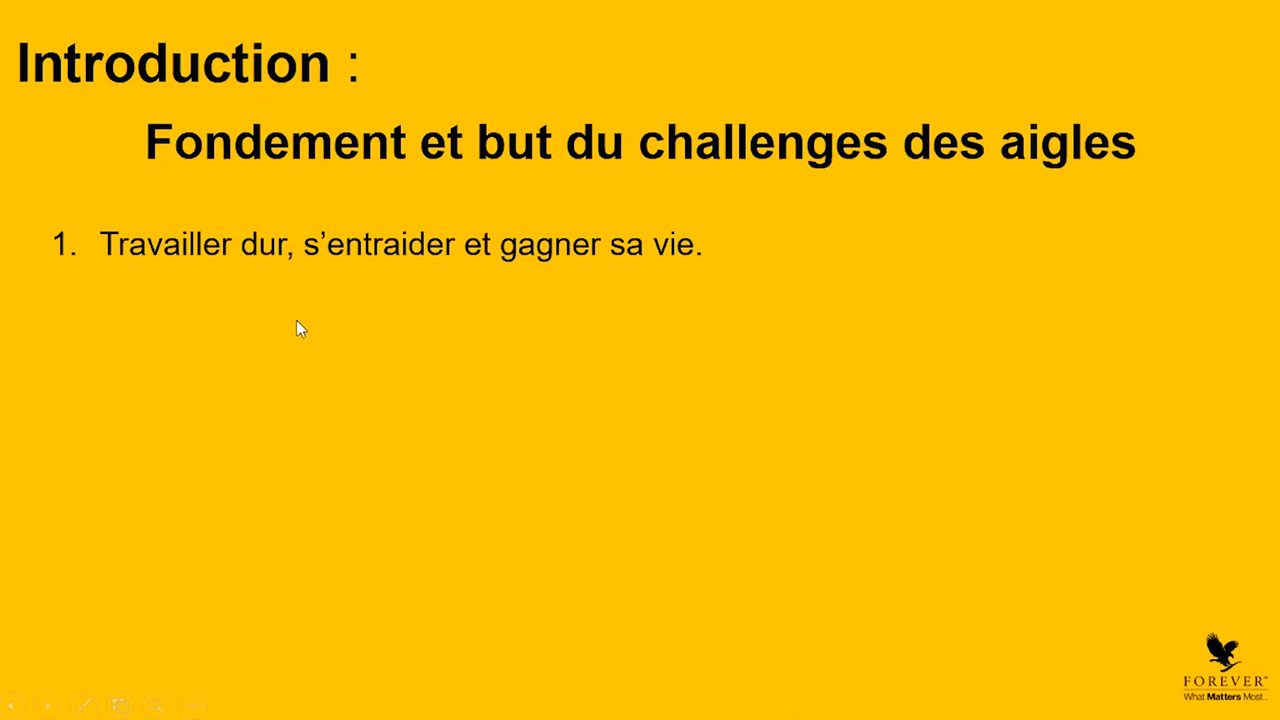 Introduction :
Fondement et but du challenges des aigles
1. Travailler dur, s’entraider et gagner sa vie.
FOREVER™
What Matters Most...